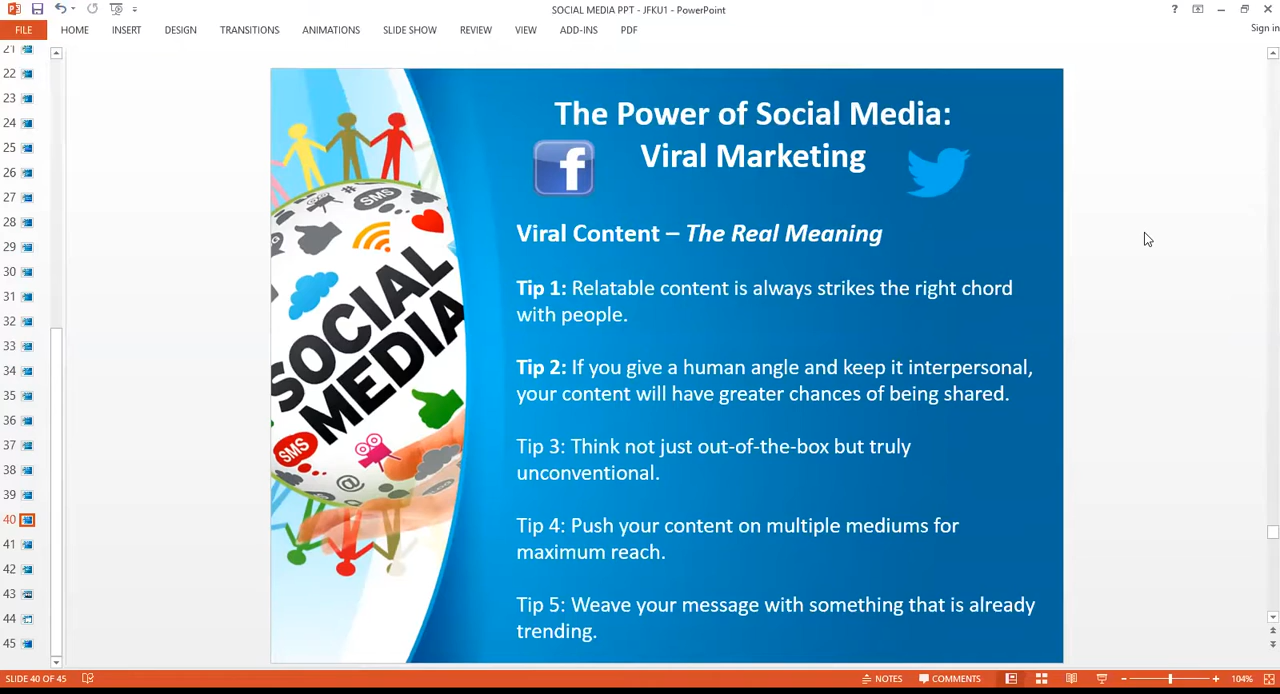 SOCIAL MEDIA PPT - JFKU1 - PowerPoint
?
FILE HOME INSERT DESIGN TRANSITIONS ANIMATIONS SLIDE SHOW REVIEW VIEW ADD-INS PDF
Sign in
21
22
23
24
25
26
27
28
29
30
31
32
33
34
35
36
37
38
39
40
41
42
43
44
45
SMS
SOCIAL
MEDIA
SMS
@
The Power of Social Media:
Viral Marketing
f
Viral Content – The Real Meaning
Tip 1: Relatable content is always strikes the right chord
with people.
Tip 2: If you give a human angle and keep it interpersonal,
your content will have greater chances of being shared.
Tip 3: Think not just out-of-the-box but truly
unconventional.
Tip 4: Push your content on multiple mediums for
maximum reach.
Tip 5: Weave your message with something that is already
trending.
SLIDE 40 OF 45
NOTES COMMENTS 104%